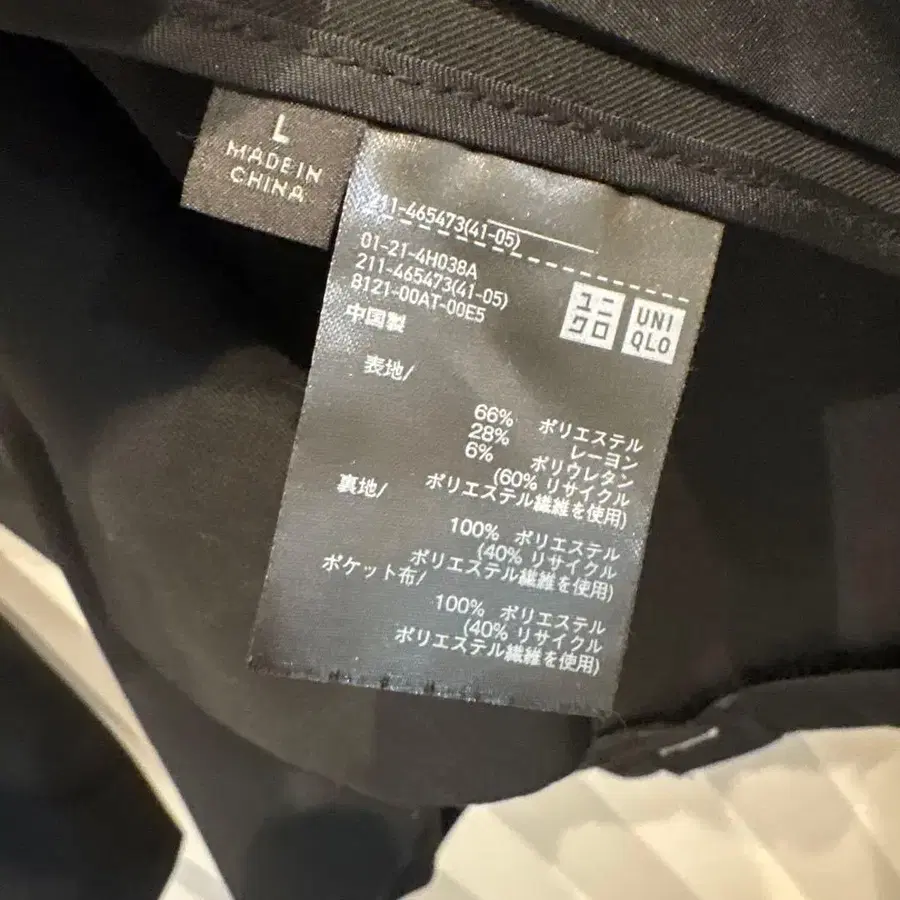 L
MADE IN
CHINA
211-465473(41-05)
01-21-4H038A
211-465473(41-05)
8121-00AT-00E5
中国製
ユニ
クロ
UNI
QLO
表地/
66% ポリエステル
28% レーヨン
6% ポリウレタン
(60% リサイクル
ポリエステル繊維を使用)
裏地/
100% ポリエステル
(40% リサイクル
ポリエステル繊維を使用)
ポケット布/
100% ポリエステル
(40% リサイクル
ポリエステル繊維を使用)